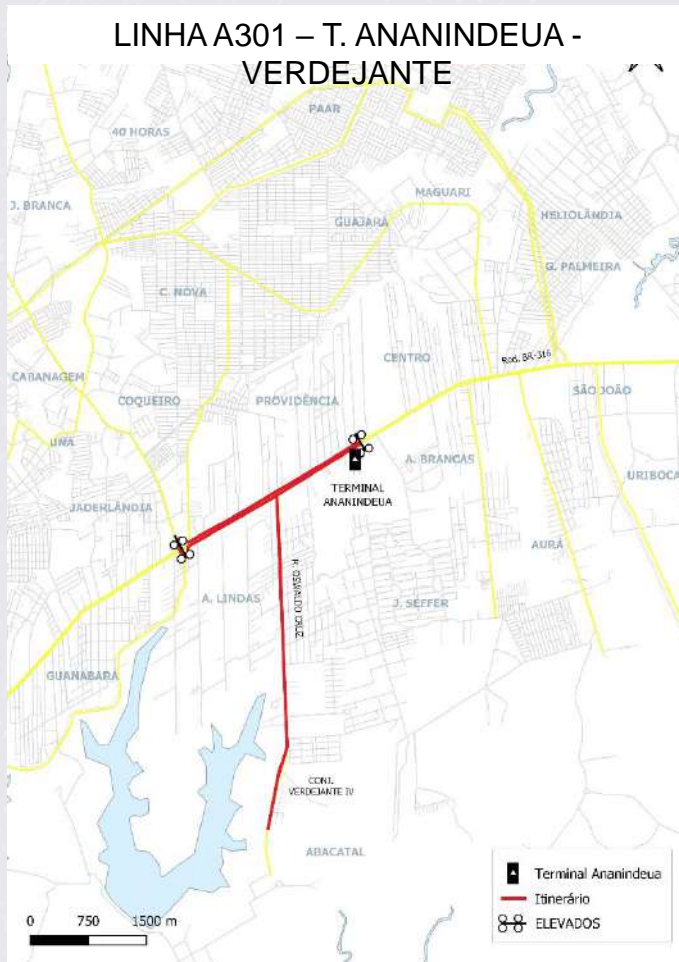 LINHA A301 – T. ANANINDEUA -
VERDEJANTE
PAAR
40 HORAS
MAGUARI
J. BRANCA
HELIOLÂNDIA
GUAJARÁ
G. PALMEIRA
C. NOVA
CENTRO
Rod. BR-316
CABANAGEM
SÃO JOÃO
COQUEIRO
PROVIDÊNCIA
UNA
A. BRANCAS
URIBOCA
TERMINAL
ANANINDEUA
JADERLÂNDIA
AURÁ
R. OSWALDO CRUZ
A. LINDAS
J. SEFFER
GUANABARA
CONJ.
VERDEJANTE IV
ABACATAL
Terminal Ananindeua
Itinerário
ELEVADOS
0 750 1500 m